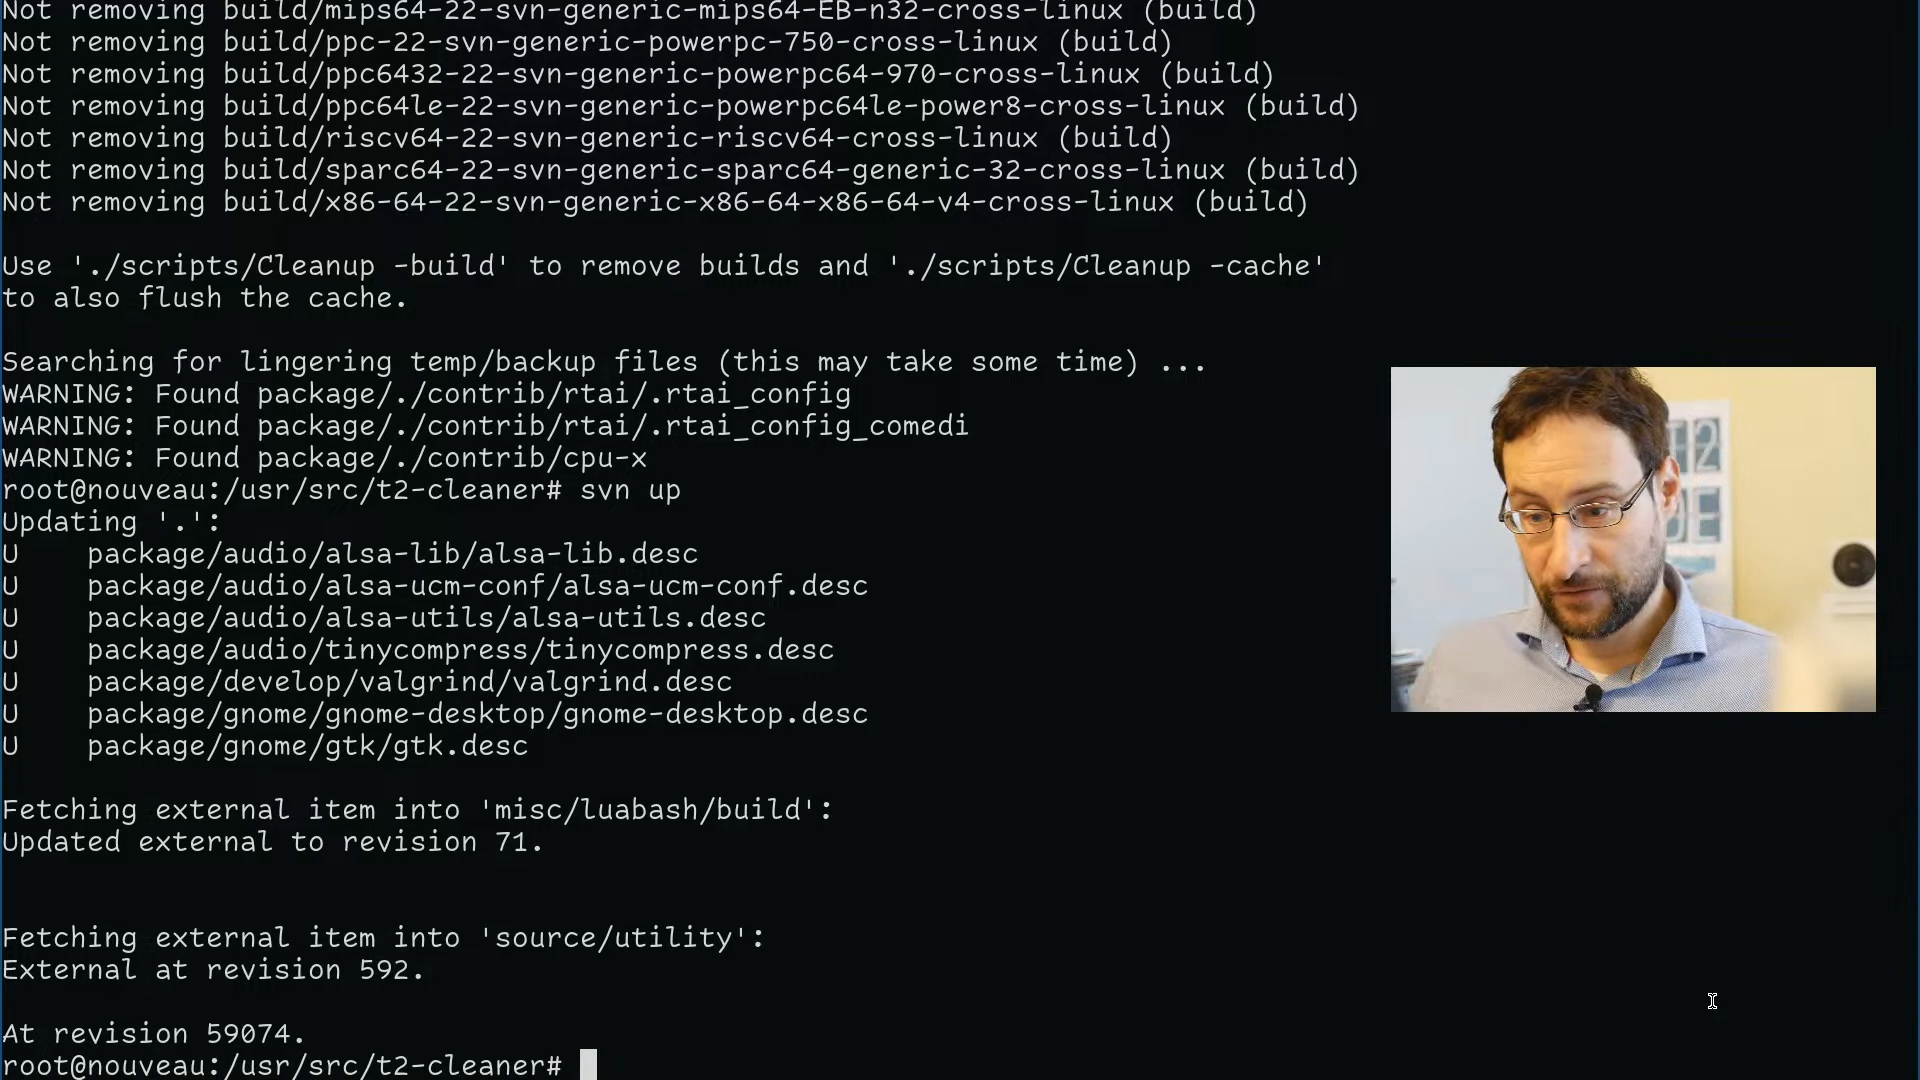 Not removing build/mips64-22-svn-generic-mips64-EB-n32-cross-linux (build)
Not removing build/ppc-22-svn-generic-powerpc-750-cross-linux (build)
Not removing build/ppc6432-22-svn-generic-powerpc64-970-cross-linux (build)
Not removing build/ppc64le-22-svn-generic-powerpc64le-power8-cross-linux (build)
Not removing build/riscv64-22-svn-generic-riscv64-cross-linux (build)
Not removing build/sparc64-22-svn-generic-sparc64-generic-32-cross-linux (build)
Not removing build/x86-64-22-svn-generic-x86-64-x86-64-v4-cross-linux (build)
Use './scripts/Cleanup -build' to remove builds and './scripts/Cleanup -cache'
to also flush the cache.
Searching for lingering temp/backup files (this may take some time) ...
WARNING: Found package/./contrib/rtai/.rtai_config
WARNING: Found package/./contrib/rtai/.rtai_config_comedi
WARNING: Found package/./contrib/cpu-x
root@nouveau:/usr/src/t2-cleaner# svn up
Updating '.':
U    package/audio/alsa-lib/alsa-lib.desc
U    package/audio/alsa-ucm-conf/alsa-ucm-conf.desc
U    package/audio/alsa-utils/alsa-utils.desc
U    package/audio/tinycompress/tinycompress.desc
U    package/develop/valgrind/valgrind.desc
U    package/gnome/gnome-desktop/gnome-desktop.desc
U    package/gnome/gtk/gtk.desc
Fetching external item into 'misc/luabash/build':
Updated external to revision 71.
Fetching external item into 'source/utility':
External at revision 592.
At revision 59074.
root@nouveau:/usr/src/t2-cleaner#